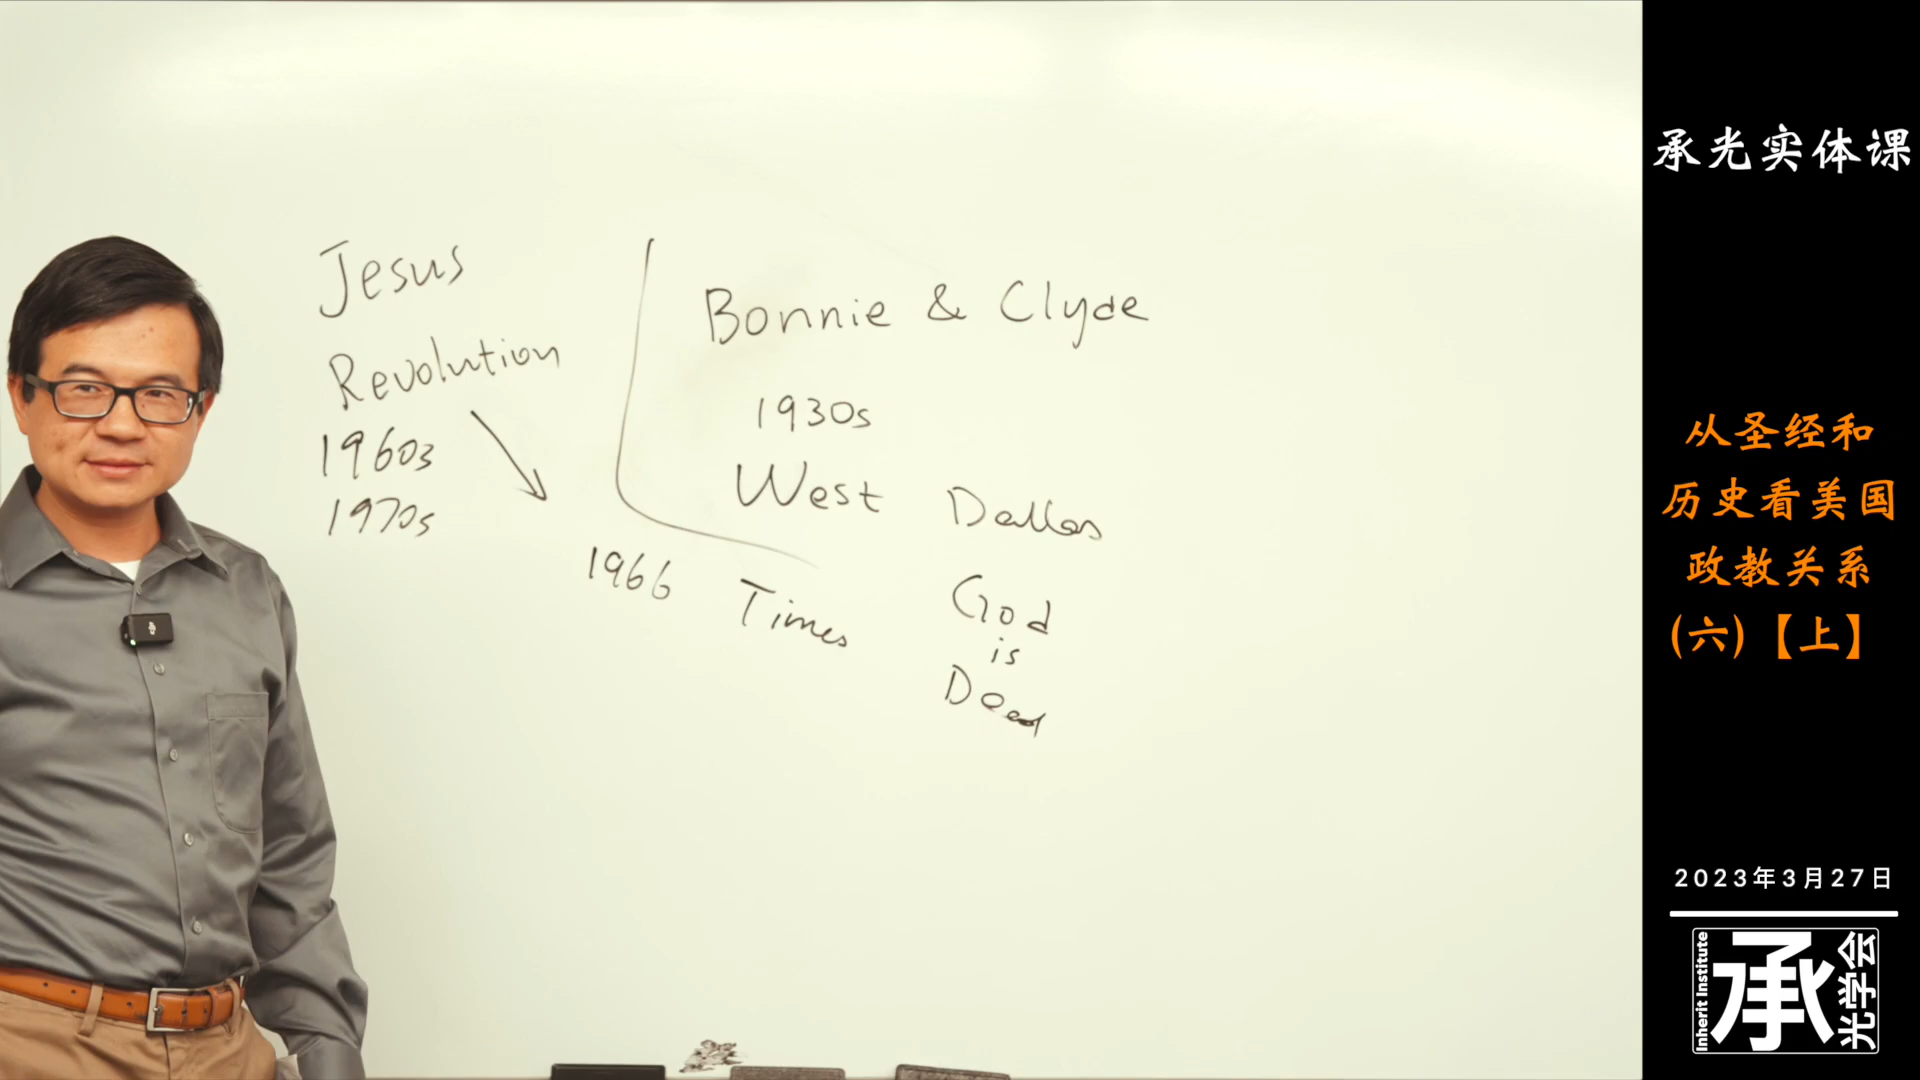 Jesus
Revolution
1960s
1970s
Bonnie & Clyde
1930s
West Dallas
1966 Times
God
is
Dead
承光实体课
从圣经和
历史看美国
政教关系
(六)【上】
2023年3月27日
Inherit Institute
承
光学会